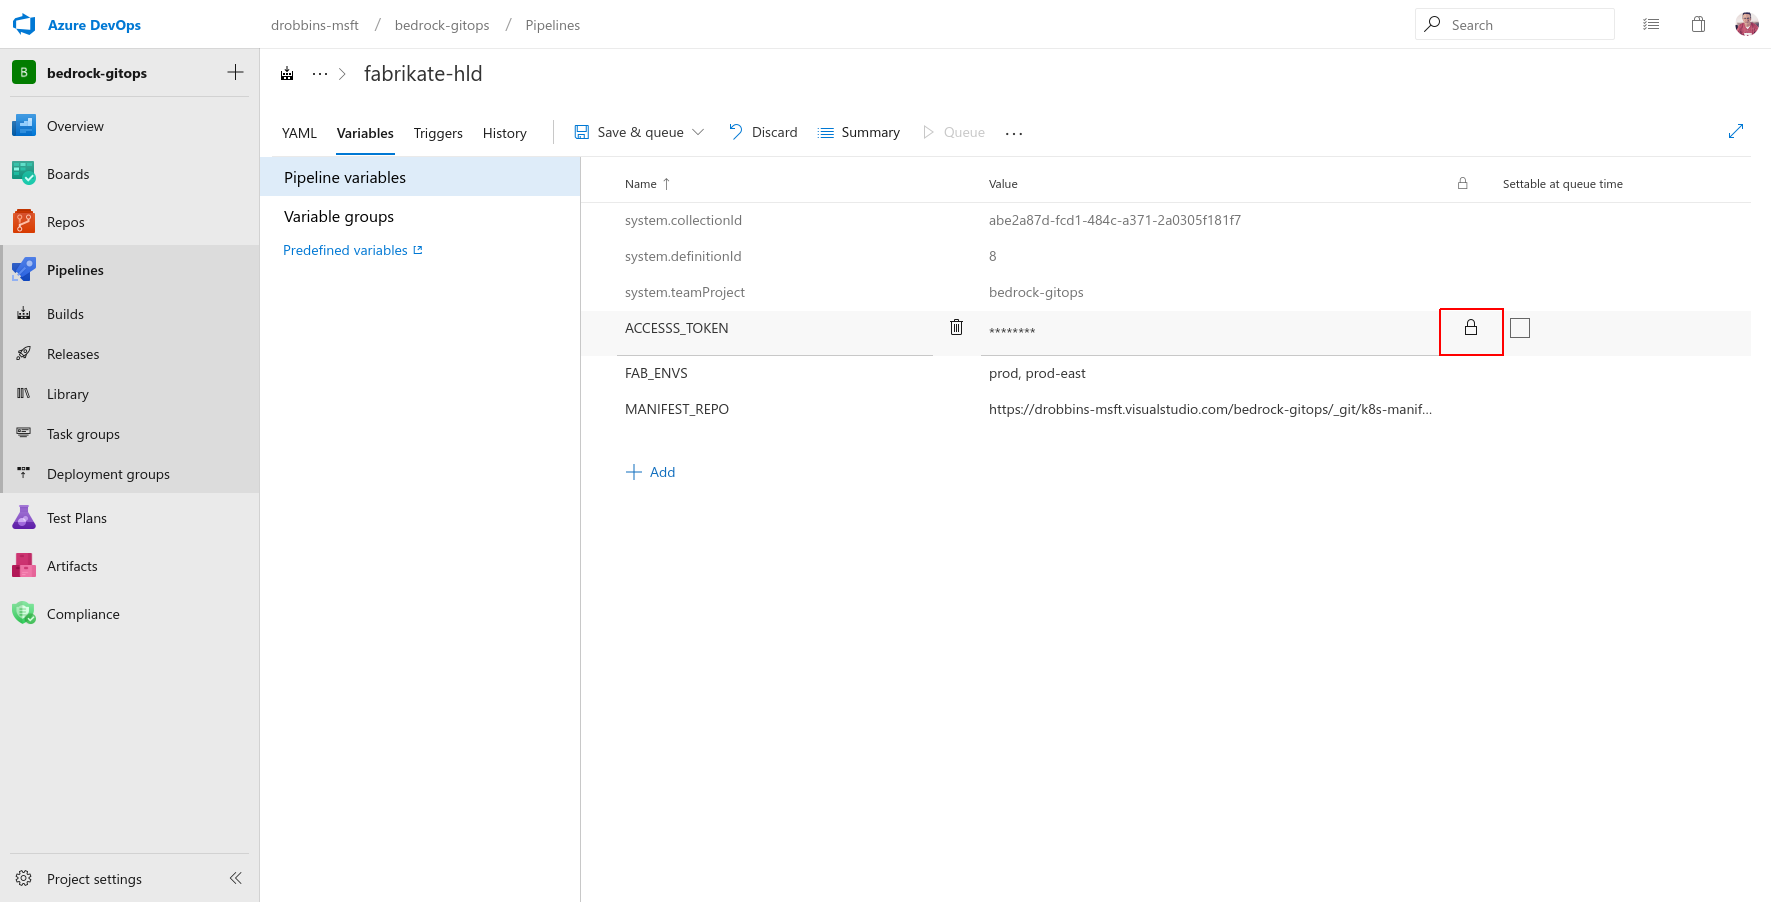 Azure DevOps
drobbins-msft / bedrock-gitops / Pipelines
Search
B bedrock-gitops
Overview
Boards
Repos
Pipelines
Builds
Releases
Library
Task groups
Deployment groups
Test Plans
Artifacts
Compliance
Project settings
... > fabrikate-hld
YAML Variables Triggers History Save & queue Discard Summary Queue ...
Pipeline variables
Variable groups
Predefined variables
Name ↑ Value Settable at queue time
system.collectionId abe2a87d-fcd1-484c-a371-2a0305f181f7
system.definitionId 8
system.teamProject bedrock-gitops
ACCESSS_TOKEN ********
FAB_ENVS prod, prod-east
MANIFEST_REPO https://drobbins-msft.visualstudio.com/bedrock-gitops/_git/k8s-manif...
+ Add